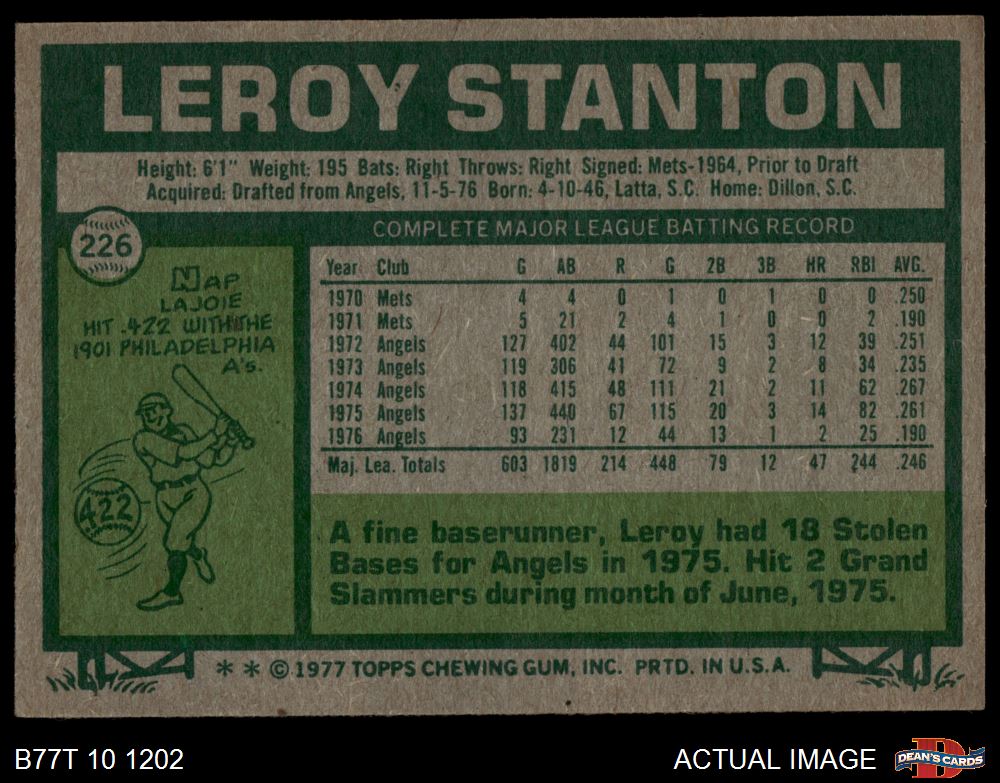 LEROY STANTON
Height: 6'1" Weight: 195 Bats: Right Throws: Right Signed: Mets-1964, Prior to Draft
Acquired: Drafted from Angels, 11-5-76 Born: 4-10-46, Latta, S.C. Home: Dillon, S.C.
226
NAP
LAJOIE
HIT .422 WITH THE
1901 PHILADELPHIA
A's.
422
COMPLETE MAJOR LEAGUE BATTING RECORD
Year Club G AB R G 2B 3B HR RBI AVG.
1970 Mets 4 4 0 1 0 1 0 0 .250
1971 Mets 5 21 2 4 1 0 0 2 .190
1972 Angels 127 402 44 101 15 3 12 39 .251
1973 Angels 119 306 41 72 9 2 8 34 .235
1974 Angels 118 415 48 111 21 2 11 62 .267
1975 Angels 137 440 67 115 20 3 14 82 .261
1976 Angels 93 231 12 44 13 1 2 25 .190
Maj. Lea. Totals 603 1819 214 448 79 12 47 244 .246
A fine baserunner, Leroy had 18 Stolen
Bases for Angels in 1975. Hit 2 Grand
Slammers during month of June, 1975.
* * © 1977 TOPPS CHEWING GUM, INC. PRTD. IN U.S.A.
B77T 10 1202
ACTUAL IMAGE
D
DEAN'S CARDS